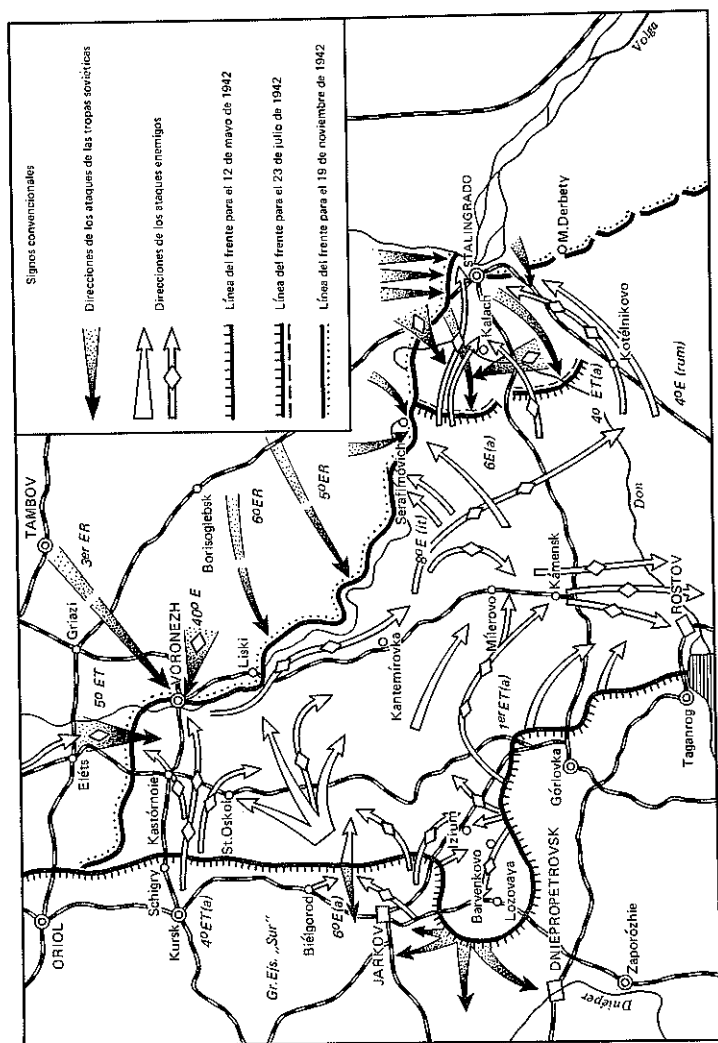 Signos convencionales
Direcciones de los ataques de las tropas soviéticas
Direcciones de los ataques enemigos
Línea del frente para el 12 de mayo de 1942
Línea del frente para el 23 de julio de 1942
Línea del frente para el 19 de noviembre de 1942
ORIOL
Eléts
Griazi
TAMBOV
5º ET
3er ER
Schigry
Kastórnoie
VORONEZH
40º E
Borisoglebsk
6º ER
5º ER
Kursk
4º ET(a)
St.Oskol
Liski
Gr. Ejs. „Sur"
Biélgorod
6º E(a)
JARKOV
Kantemírovka
8º E (it)
Serafimóvich
STALINGRADO
Volga
Kalach
M.Derbety
6E(a)
4º ET(a)
Kotélnikovo
4º E (rum)
Izium
Barvenkovo
Lozovaya
1er ET(a)
Mílerovo
Kámensk
Don
DNIEPROPETROVSK
Górlovka
Zaporózhie
Dniéper
Taganrog
ROSTOV